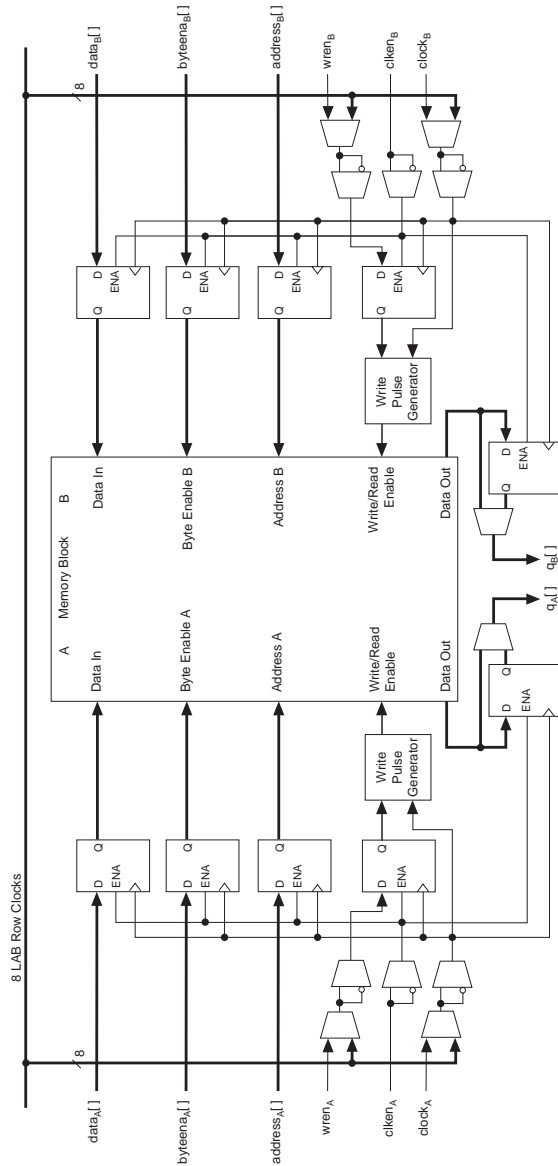 8 LAB Row Clocks
8
8
data_A[ ]
byteena_A[ ]
address_A[ ]
wren_A
clken_A
clock_A
D Q
ENA
D Q
ENA
D Q
ENA
D Q
ENA
Write
Pulse
Generator
A Memory Block B
Data In
Data In
Byte Enable A
Byte Enable B
Address A
Address B
Write/Read
Enable
Write/Read
Enable
Data Out
Data Out
Write
Pulse
Generator
Q D
ENA
Q D
ENA
Q D
ENA
Q D
ENA
data_B[ ]
byteena_B[ ]
address_B[ ]
wren_B
clken_B
clock_B
D Q
ENA
Q D
ENA
q_A[ ]
q_B[ ]